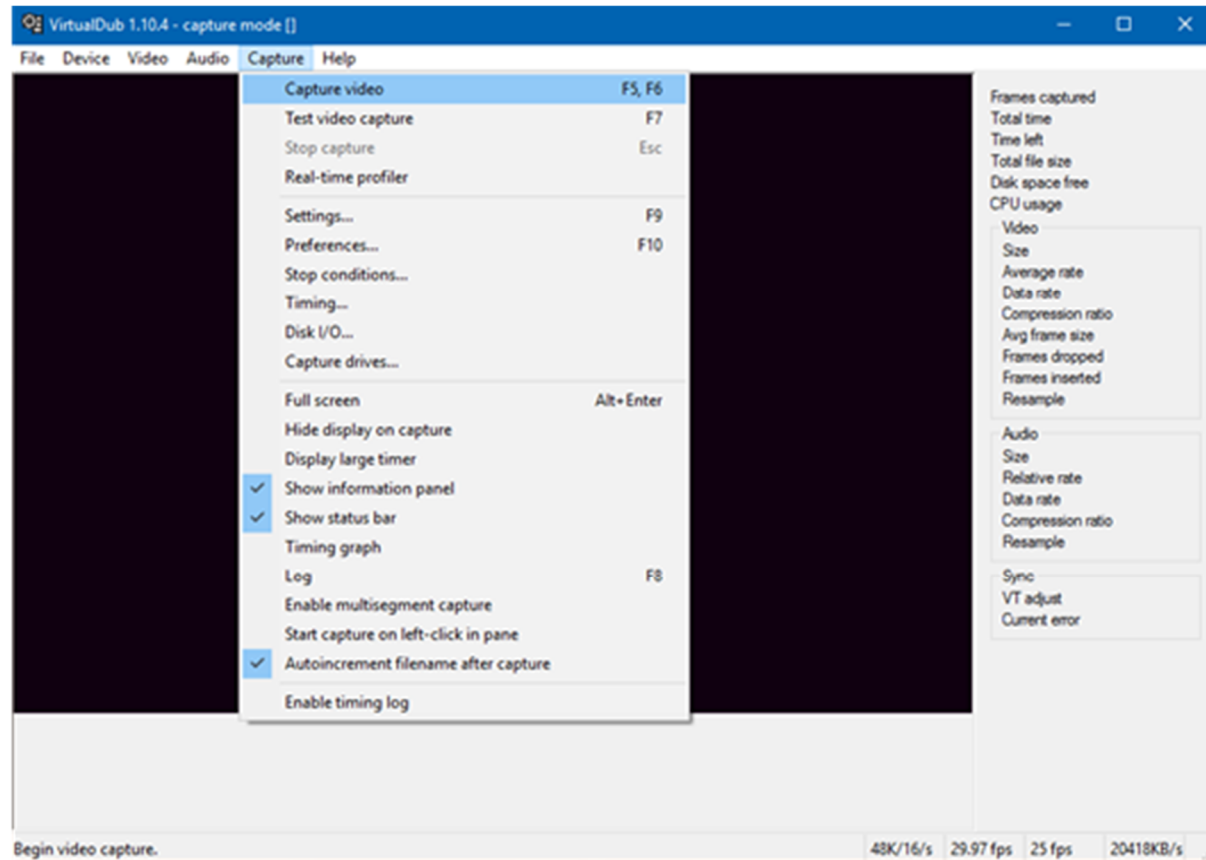 VirtualDub 1.10.4 - capture mode []
File Device Video Audio Capture Help
Capture video F5, F6
Test video capture F7
Stop capture Esc
Real-time profiler
Settings... F9
Preferences... F10
Stop conditions...
Timing...
Disk I/O...
Capture drives...
Full screen Alt+Enter
Hide display on capture
Display large timer
Show information panel
Show status bar
Timing graph
Log F8
Enable multisegment capture
Start capture on left-click in pane
Autoincrement filename after capture
Enable timing log
Frames captured
Total time
Time left
Total file size
Disk space free
CPU usage
Video
Size
Average rate
Data rate
Compression ratio
Avg frame size
Frames dropped
Frames inserted
Resample
Audio
Size
Relative rate
Data rate
Compression ratio
Resample
Sync
VT adjust
Current error
Begin video capture. 48K/16/s 29.97 fps 25 fps 20418KB/s